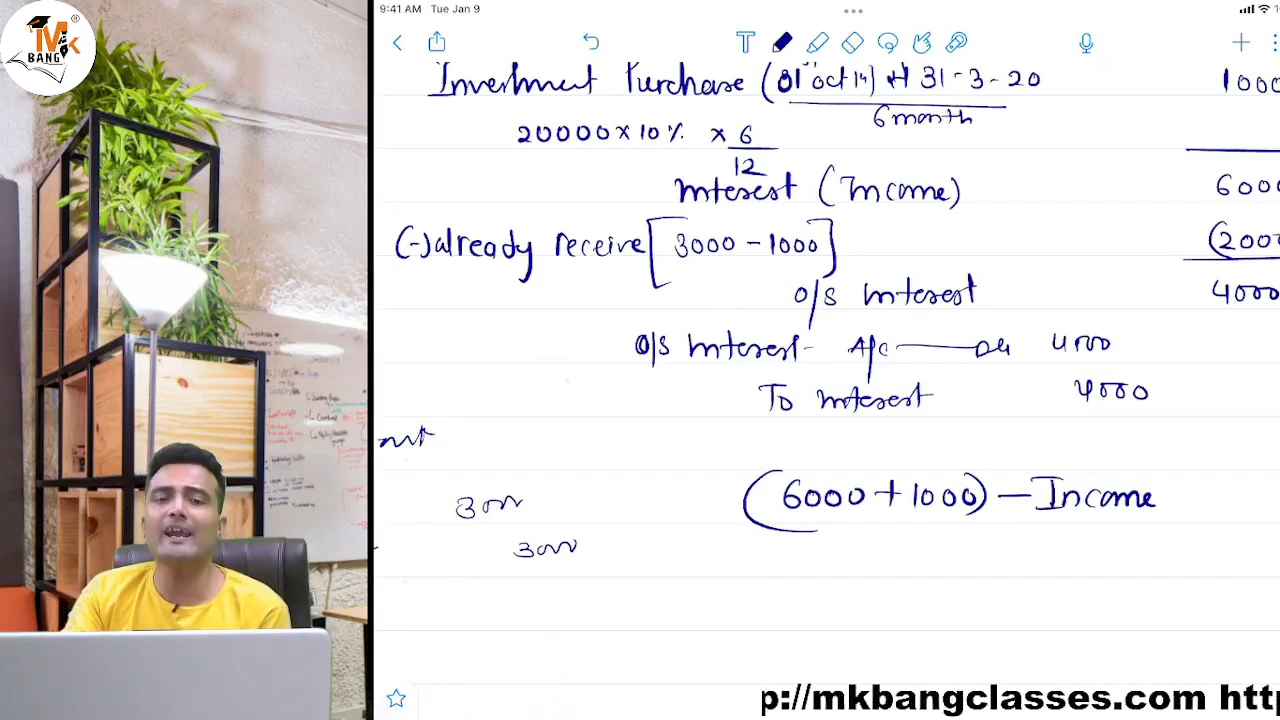 9:41 AM Tue Jan 9
MK
BANG
Investment Purchase (01 oct 19) + 31-3-20 1000
6 month
20000 x 10% x 6
12
Interest (Income) 6000
(-) already receive [3000 - 1000] (2000
o/s Interest 4000
O/S Interest A/c — Dr 4000
To Interest 4000
3000
(6000 + 1000) — Income
3000
p://mkbangclasses.com htt